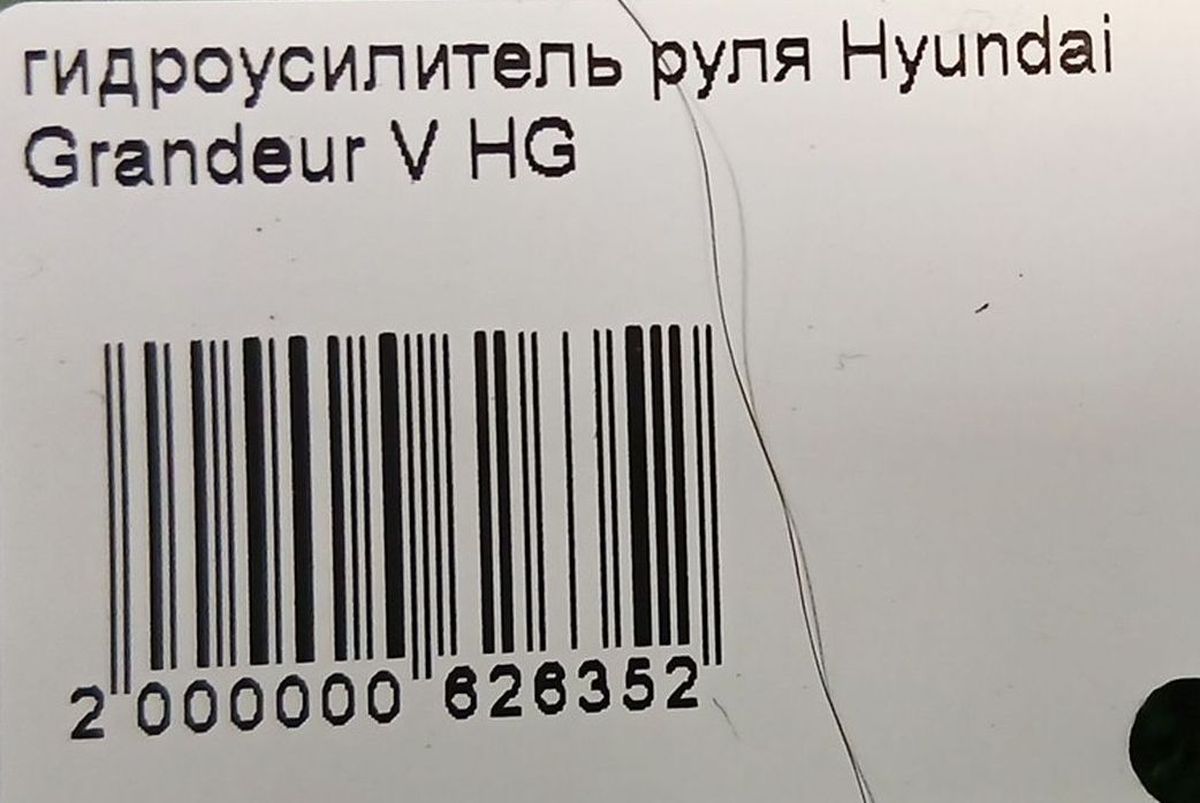 гидроусилитель руля Hyundai
Grandeur V HG
2 000000 626352